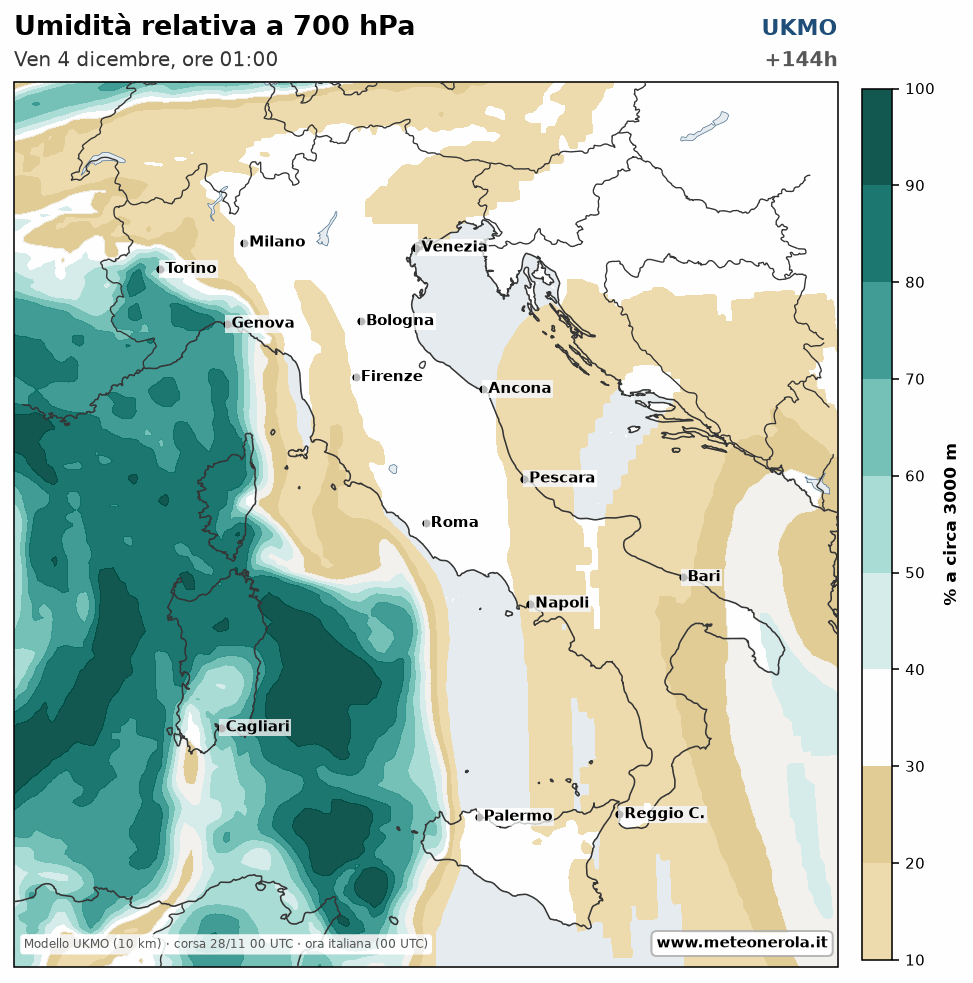 Umidità relativa a 700 hPa
UKMO
Ven 4 dicembre, ore 01:00
+144h
Milano
Venezia
Torino
Genova
Bologna
Firenze
Ancona
Pescara
Roma
Bari
Napoli
Cagliari
Palermo
Reggio C.
Modello UKMO (10 km) · corsa 28/11 00 UTC · ora italiana (00 UTC)
www.meteonerola.it
100
90
80
70
60
50
40
30
20
10
% a circa 3000 m